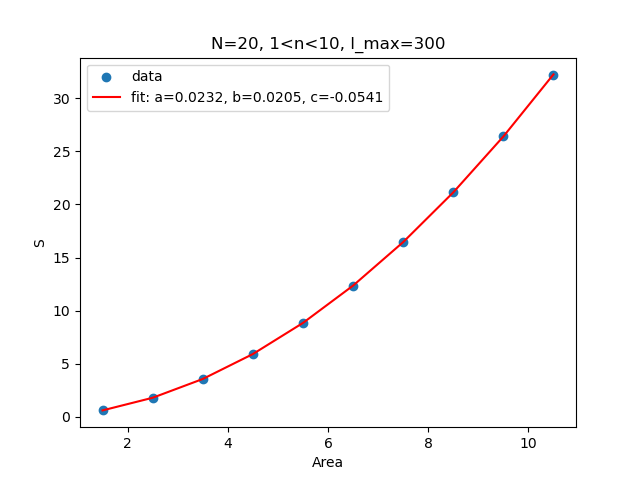 N=20, 1<n<10, l_max=300
data
fit: a=0.0232, b=0.0205, c=-0.0541
S
30
25
20
15
10
5
0
2 4 6 8 10
Area